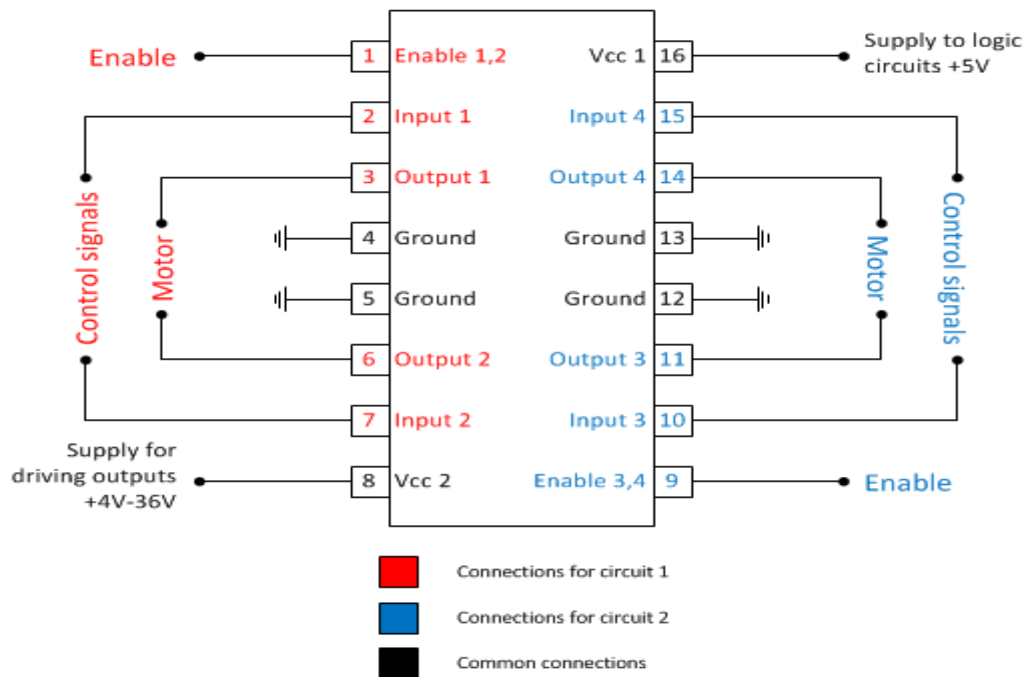 Enable
1
Enable 1,2
Vcc 1
16
Supply to logic
circuits +5V
2
Input 1
Input 4
15
3
Output 1
Output 4
14
Control signals
Motor
4
Ground
Ground
13
Motor
Control signals
5
Ground
Ground
12
6
Output 2
Output 3
11
7
Input 2
Input 3
10
Supply for
driving outputs
+4V-36V
8
Vcc 2
Enable 3,4
9
Enable
Connections for circuit 1
Connections for circuit 2
Common connections